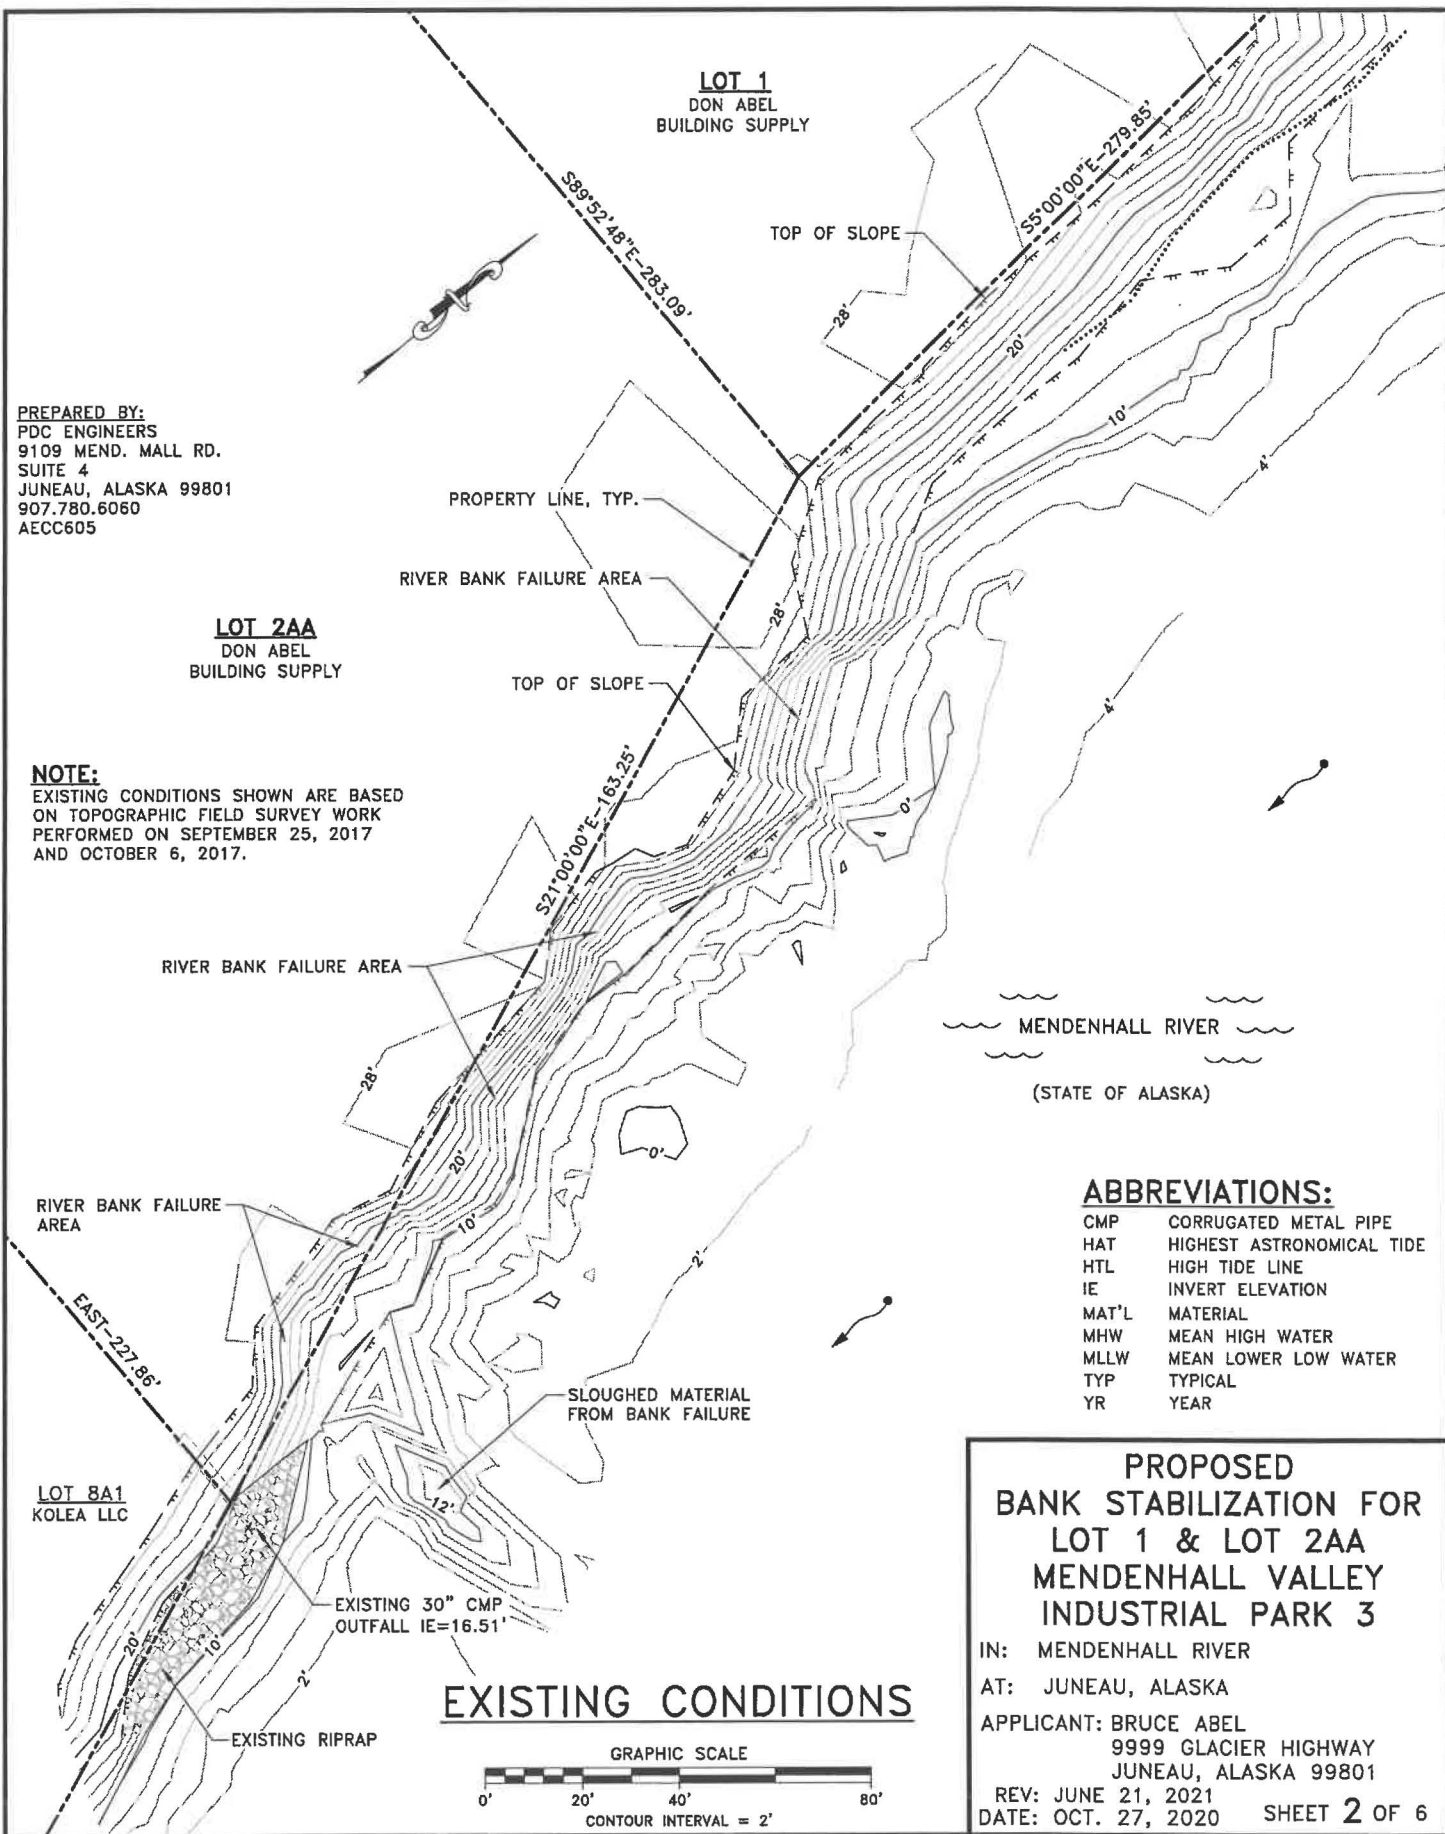 LOT 1
DON ABEL
BUILDING SUPPLY
S89°52'48"E-283.09'
S5°00'00"E-279.85'
TOP OF SLOPE
28'
20'
10'
4'
N
PREPARED BY:
PDC ENGINEERS
9109 MEND. MALL RD.
SUITE 4
JUNEAU, ALASKA 99801
907.780.6060
AECC605
PROPERTY LINE, TYP.
RIVER BANK FAILURE AREA
28'
LOT 2AA
DON ABEL
BUILDING SUPPLY
TOP OF SLOPE
4'
S21°00'00"E-163.25'
0'
NOTE:
EXISTING CONDITIONS SHOWN ARE BASED
ON TOPOGRAPHIC FIELD SURVEY WORK
PERFORMED ON SEPTEMBER 25, 2017
AND OCTOBER 6, 2017.
RIVER BANK FAILURE AREA
MENDENHALL RIVER
(STATE OF ALASKA)
28'
0'
20'
10'
2'
RIVER BANK FAILURE
AREA
EAST-227.86'
ABBREVIATIONS:
CMP CORRUGATED METAL PIPE
HAT HIGHEST ASTRONOMICAL TIDE
HTL HIGH TIDE LINE
IE INVERT ELEVATION
MAT'L MATERIAL
MHW MEAN HIGH WATER
MLLW MEAN LOWER LOW WATER
TYP TYPICAL
YR YEAR
SLOUGHED MATERIAL
FROM BANK FAILURE
12'
LOT 8A1
KOLEA LLC
EXISTING 30" CMP
OUTFALL IE=16.51'
20'
10'
2'
EXISTING RIPRAP
EXISTING CONDITIONS
GRAPHIC SCALE
0' 20' 40' 80'
CONTOUR INTERVAL = 2'
PROPOSED
BANK STABILIZATION FOR
LOT 1 & LOT 2AA
MENDENHALL VALLEY
INDUSTRIAL PARK 3
IN: MENDENHALL RIVER
AT: JUNEAU, ALASKA
APPLICANT: BRUCE ABEL
9999 GLACIER HIGHWAY
JUNEAU, ALASKA 99801
REV: JUNE 21, 2021
DATE: OCT. 27, 2020 SHEET 2 OF 6